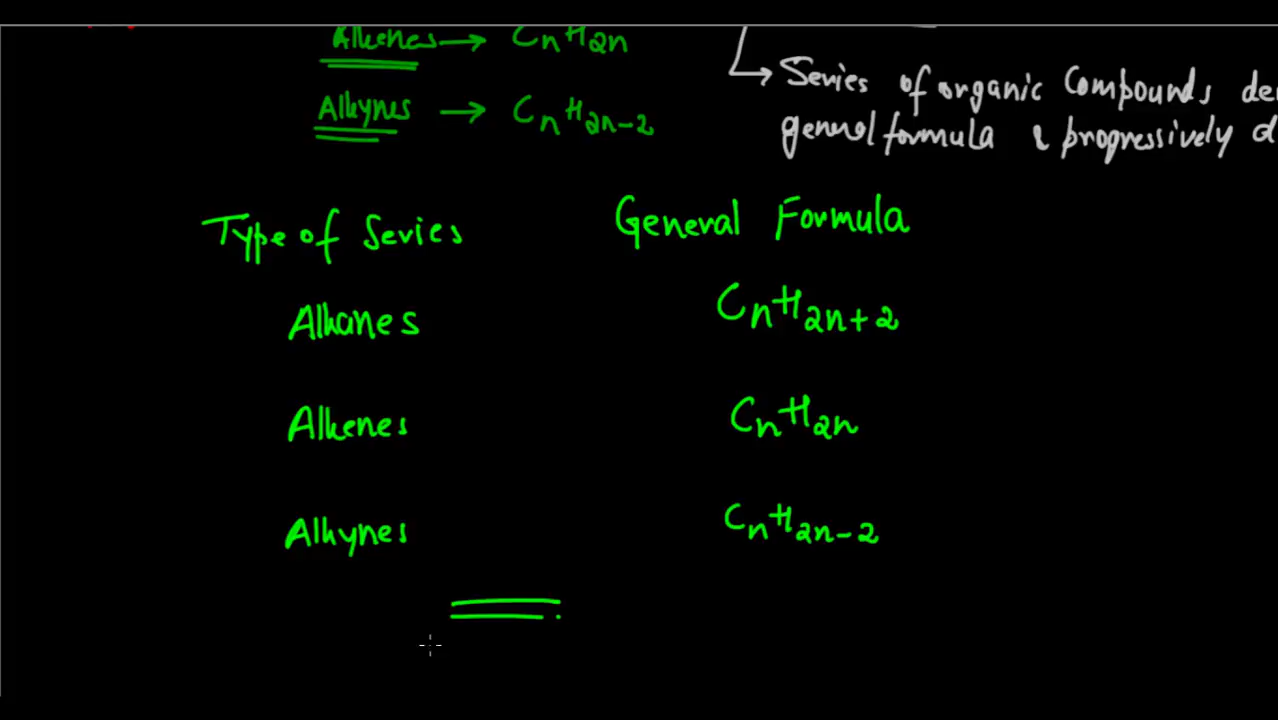 Alkenes → CnH2n
Alkynes → CnH2n-2
Series of organic Compounds
general formula & progressively
Type of Series General Formula
Alkanes CnH2n+2
Alkenes CnH2n
Alkynes CnH2n-2